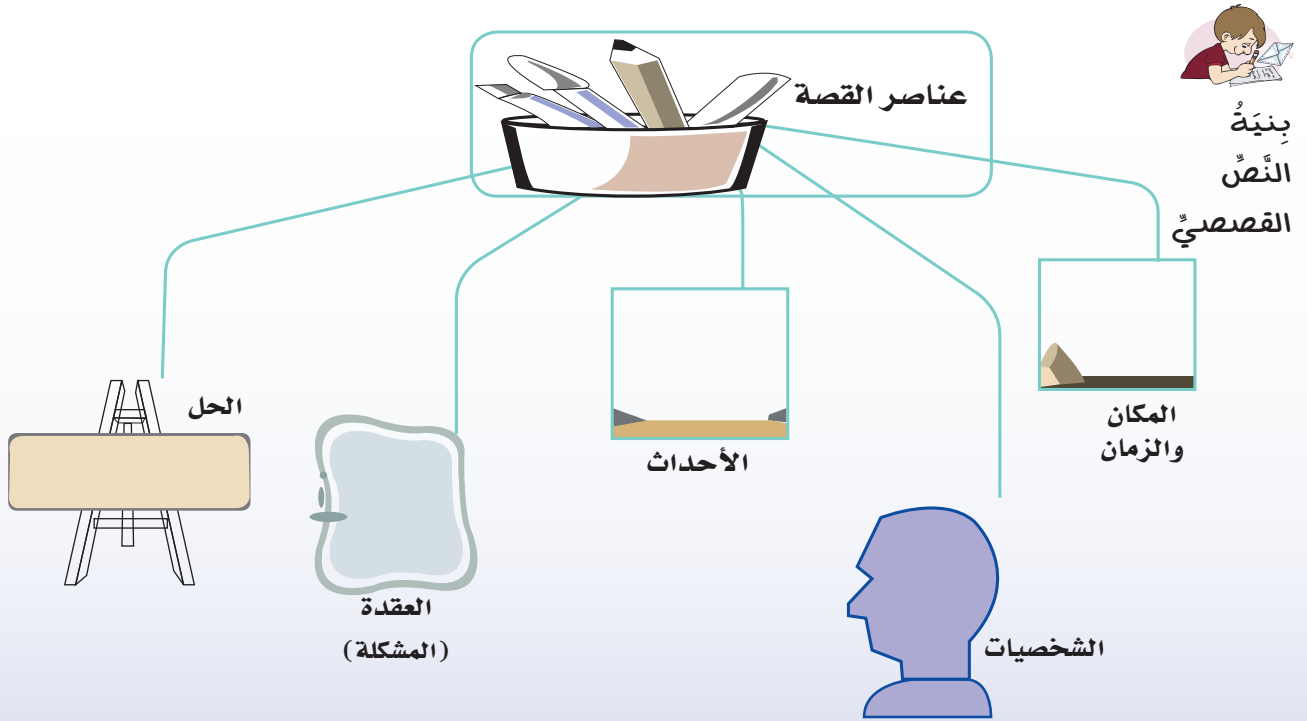 بِنيَةُ
النَّصِّ
القصصيِّ
عناصر القصة
المكان
والزمان
الشخصيات
الأحداث
العقدة
(المشكلة)
الحل